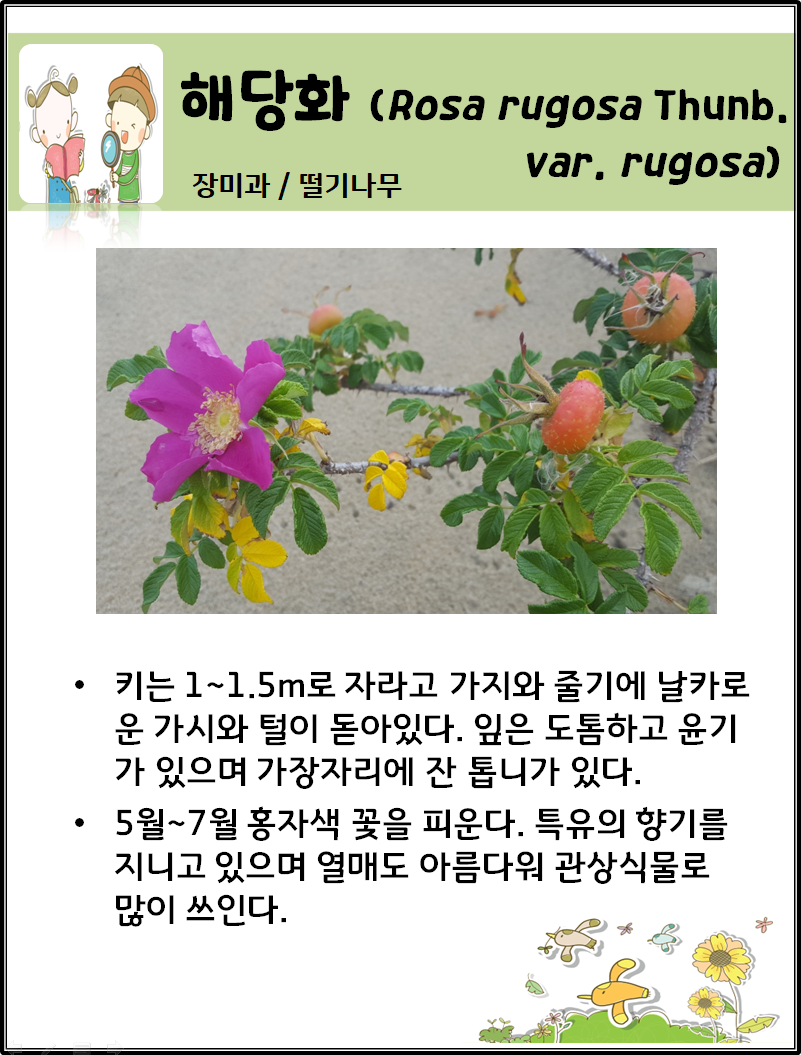 해당화 (Rosa rugosa Thunb.
var. rugosa)
장미과 / 떨기나무
• 키는 1~1.5m로 자라고 가지와 줄기에 날카로
운 가시와 털이 돋아있다. 잎은 도톰하고 윤기
가 있으며 가장자리에 잔 톱니가 있다.
• 5월~7월 홍자색 꽃을 피운다. 특유의 향기를
지니고 있으며 열매도 아름다워 관상식물로
많이 쓰인다.